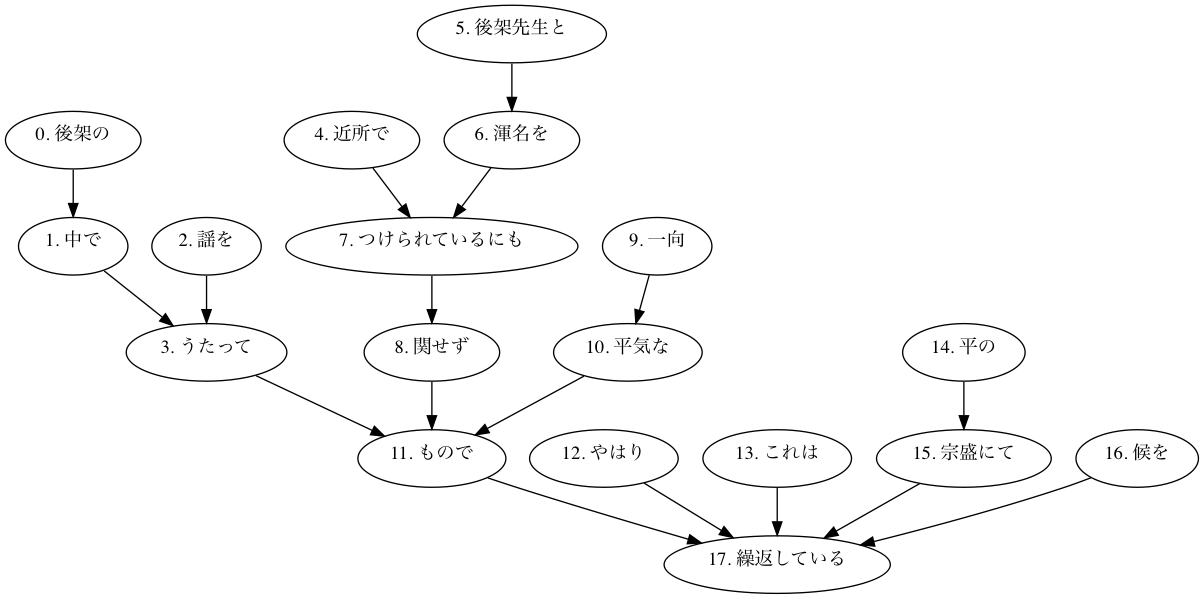 5. 後架先生と
0. 後架の
4. 近所で
6. 渾名を
1. 中で
2. 謡を
7. つけられているにも
9. 一向
3. うたって
8. 関せず
10. 平気な
14. 平の
11. もので
12. やはり
13. これは
15. 宗盛にて
16. 候を
17. 繰返している